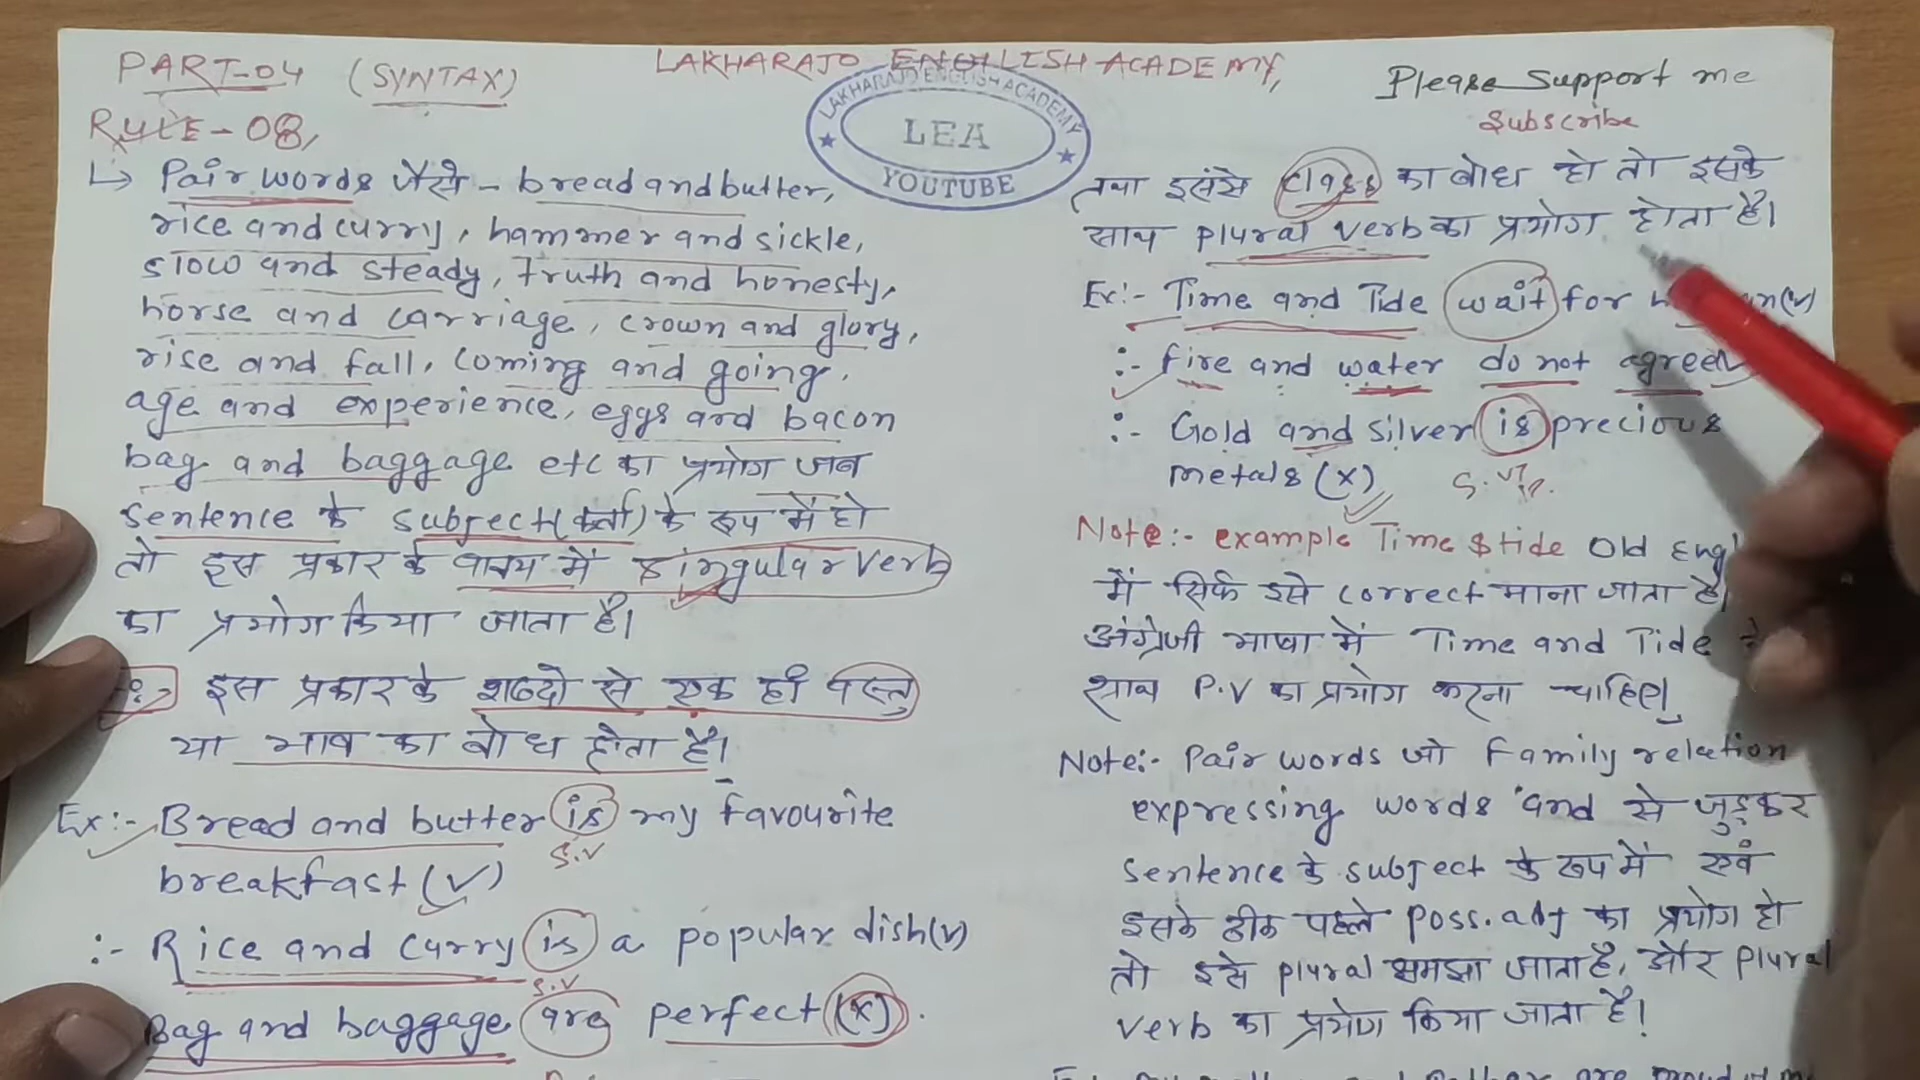 PART-04 (SYNTAX)
LAKHARAJO ENGHLISH ACADEMY,
Please Support me
Subscribe
RULE-08,
LAKHARAJO ENGLISH ACADEMY
LEA
YOUTUBE
↳ Pair words जैसे - bread and butter,
rice and curry, hammer and sickle,
slow and steady, truth and honesty,
horse and carriage, crown and glory,
rise and fall, coming and going,
age and experience, eggs and bacon
bag and baggage etc का प्रयोग जब
sentence के subject(कर्ता) के रूप में हो
तो इस प्रकार के वाक्य में singular verb
का प्रयोग किया जाता है।
इस प्रकार के शब्दो से एक ही वस्तु
या भाव का बोध होता है।
Ex:- Bread and butter is my favourite
S.V
breakfast (✓)
:- Rice and curry is a popular dish(✓)
S.V
Bag and baggage are perfect (x).
तथा इससे class का बोध हो तो इसके
साथ plural verb का प्रयोग होता है।
Ex:- Time and Tide wait for
:- fire and water do not agree
:- Gold and silver is precious
metals (x) S.V
Note:- example Time & tide Old
में सिर्फ इसे correct माना जाता है
अंग्रेजी भाषा में Time and Tide
साथ P.V का प्रयोग करना चाहिए।
Note:- Pair words जो family relation
expressing words and से जुड़कर
sentence के subject के रूप में एवं
इसके ठीक पहले poss. adj का प्रयोग हो
तो इसे plural समझा जाता है, और plural
verb का प्रयोग किया जाता है!